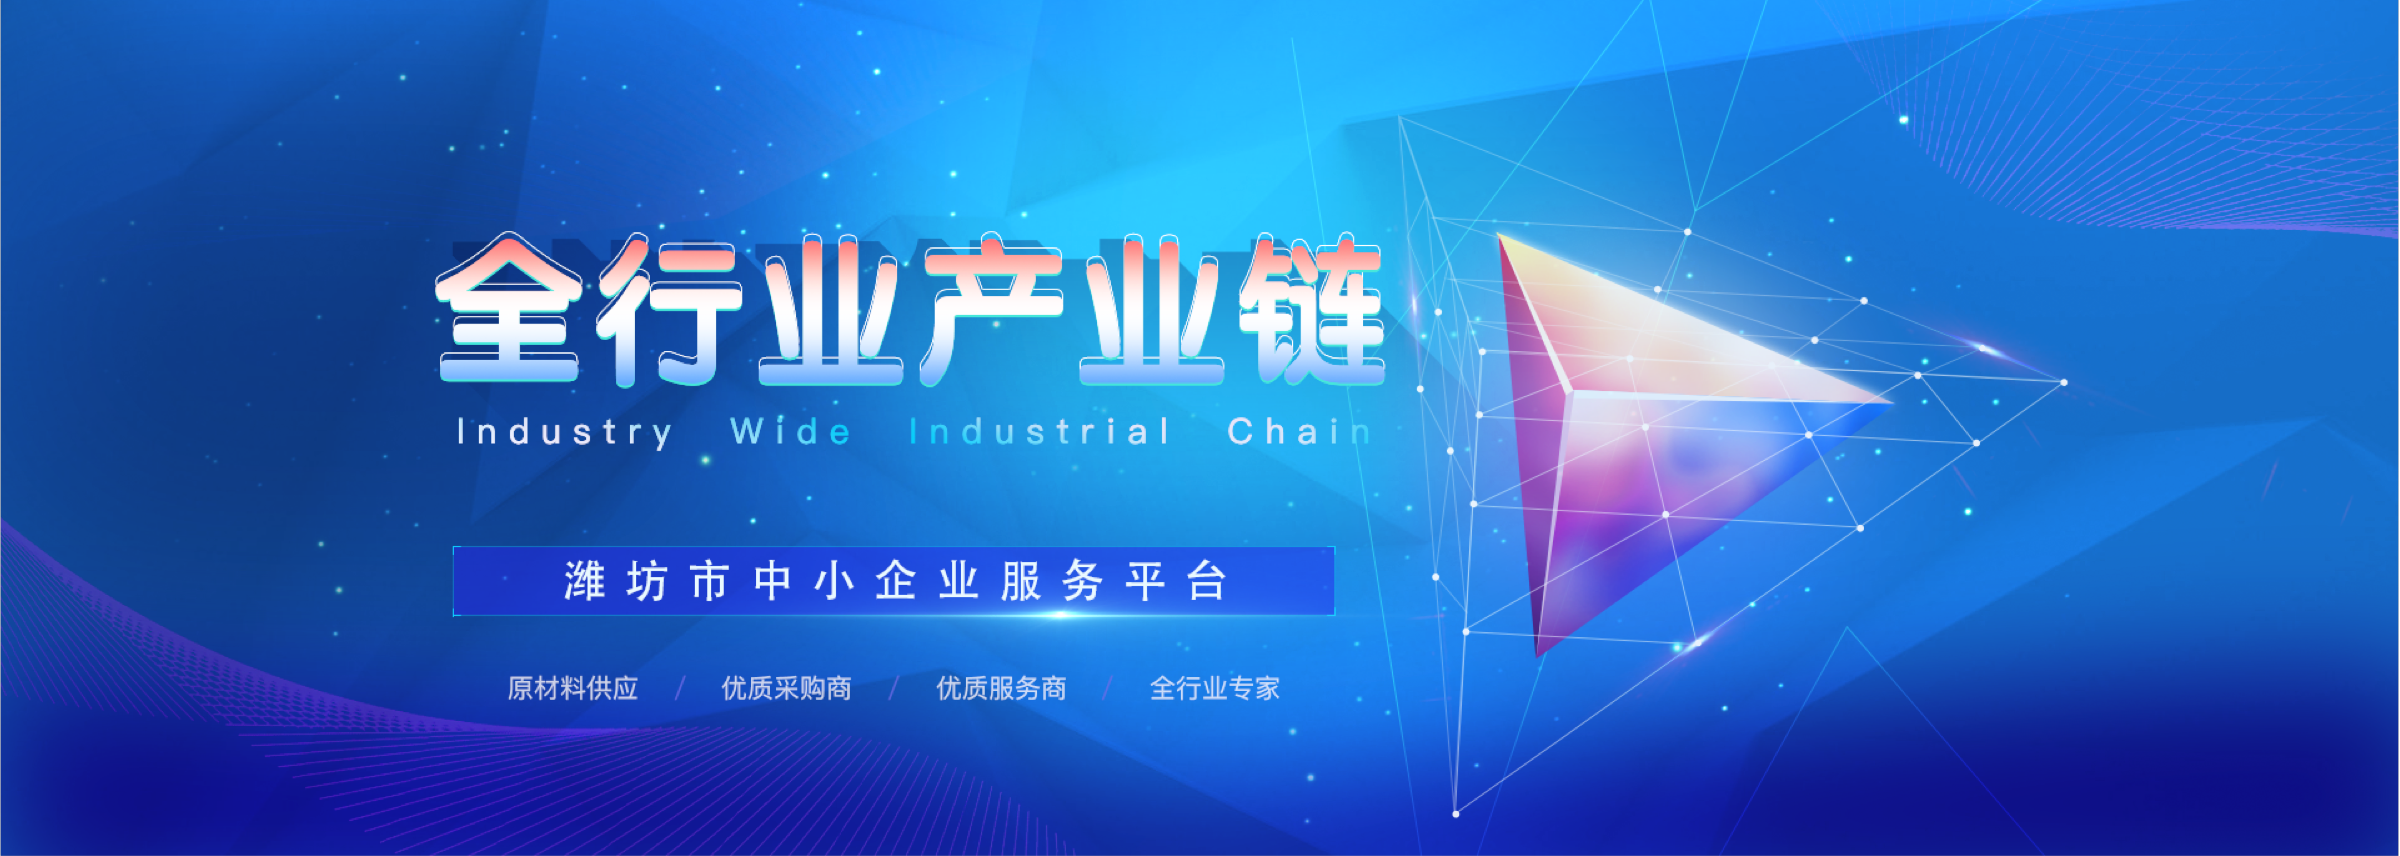 全行业产业链
Industry Wide Industrial Chain
潍坊市中小企业服务平台
原材料供应 / 优质采购商 / 优质服务商 / 全行业专家